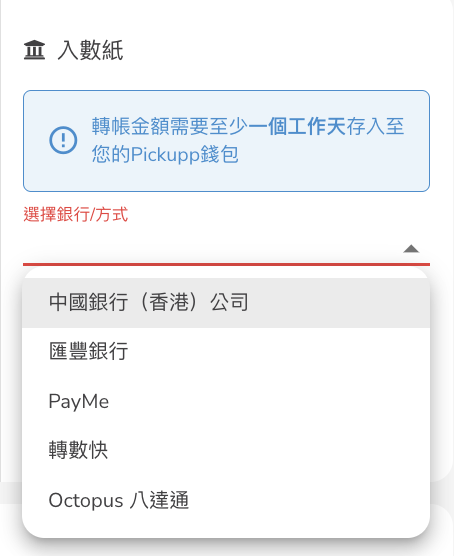 入數紙
轉帳金額需要至少一個工作天存入至
您的Pickupp錢包
選擇銀行/方式
中國銀行（香港）公司
匯豐銀行
PayMe
轉數快
Octopus 八達通